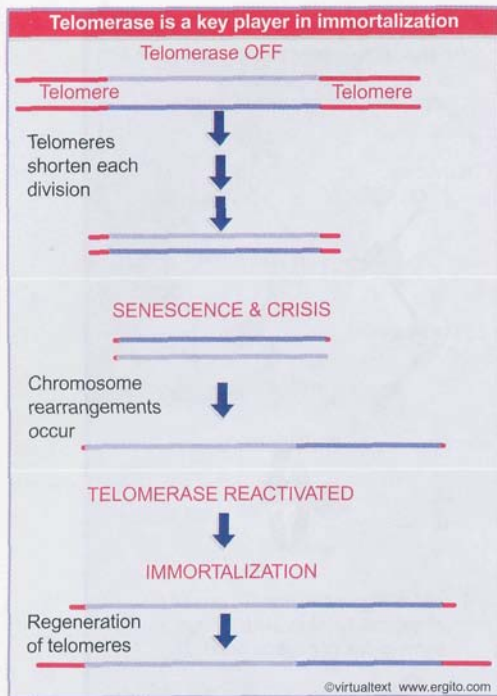 Telomerase is a key player in immortalization
Telomerase OFF
Telomere Telomere
Telomeres
shorten each
division
SENESCENCE & CRISIS
Chromosome
rearrangements
occur
TELOMERASE REACTIVATED
IMMORTALIZATION
Regeneration
of telomeres
©virtualtext www.ergito.com